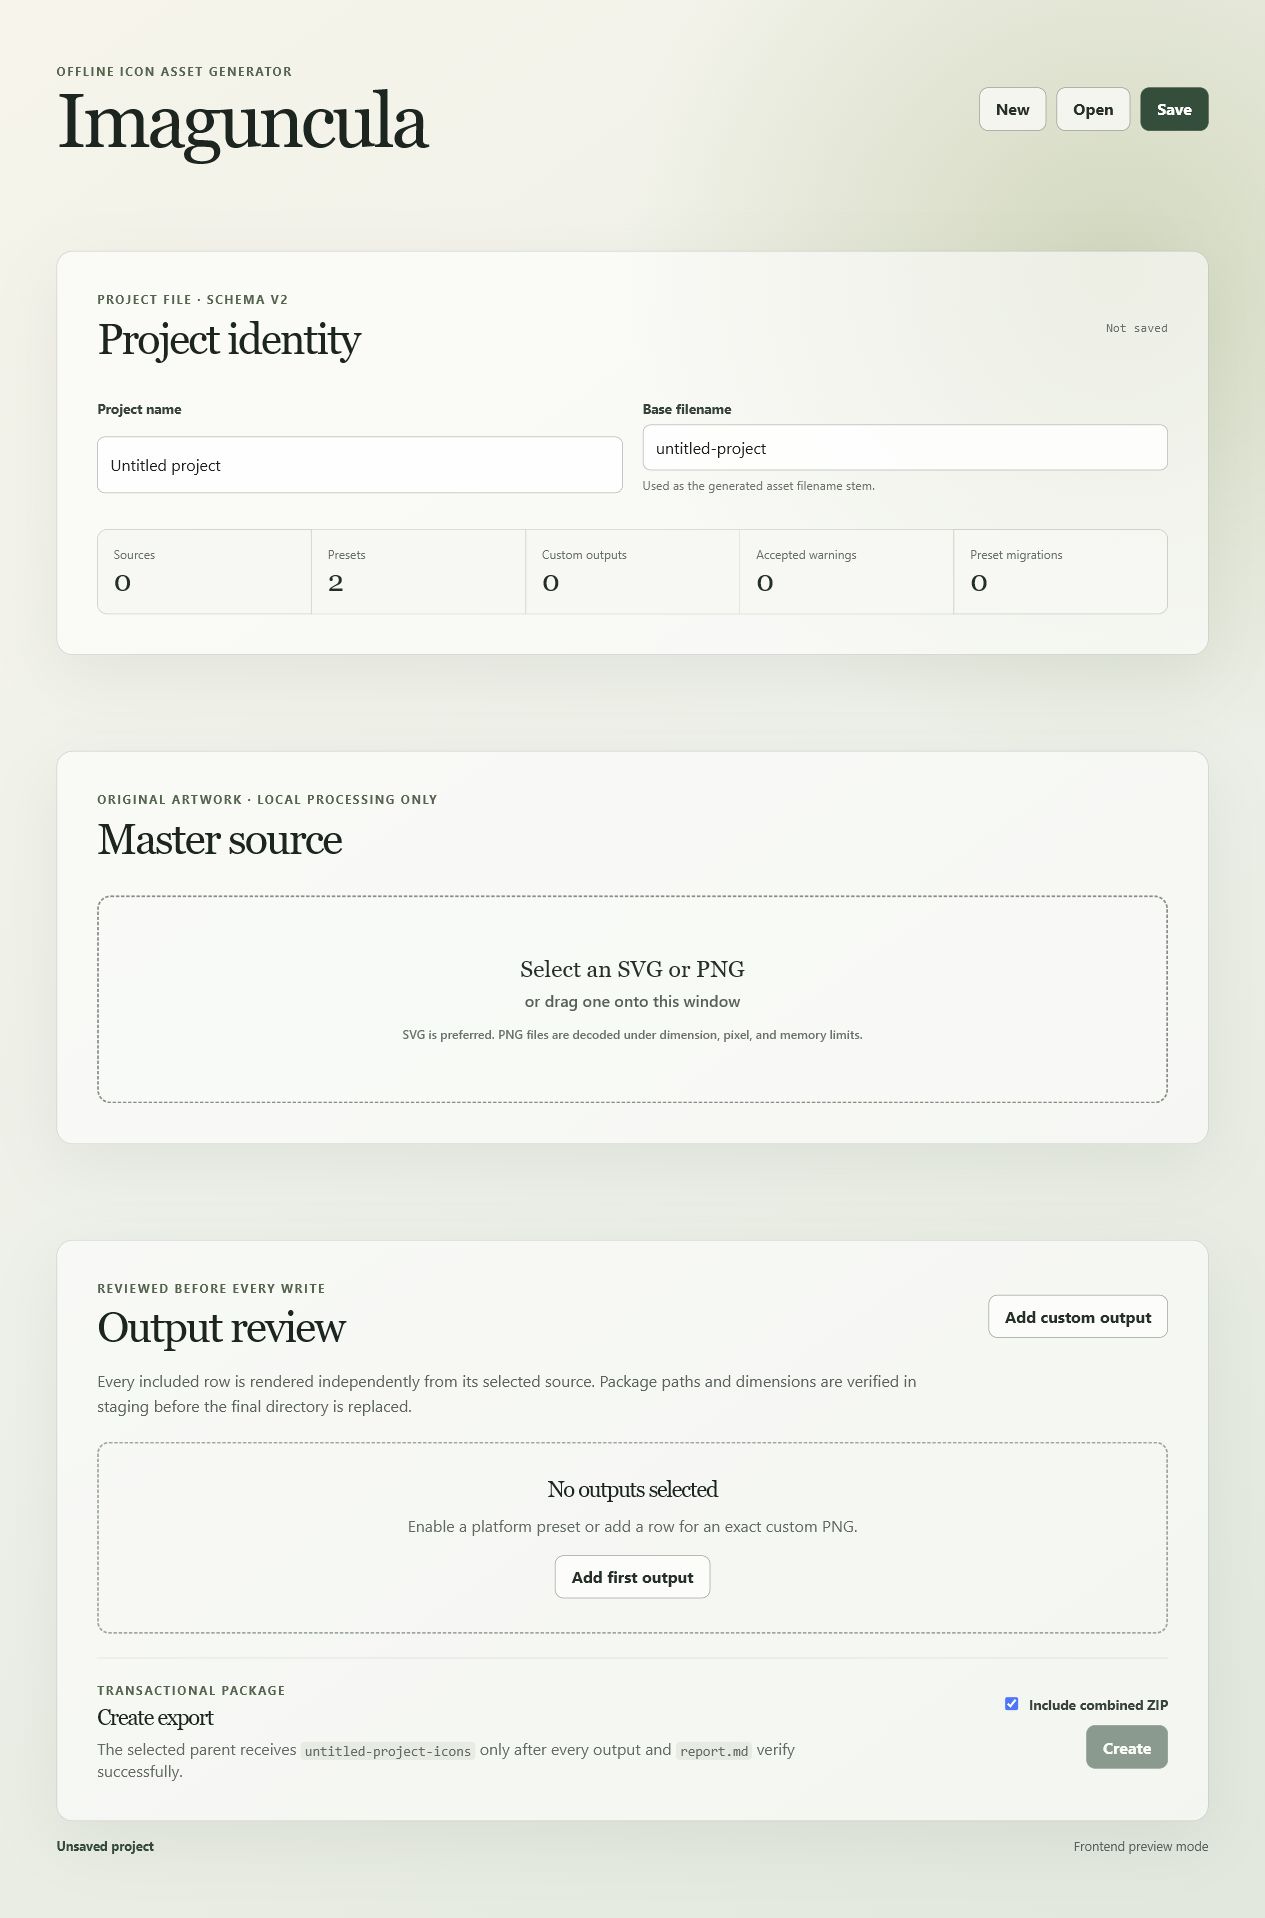 OFFLINE ICON ASSET GENERATOR
Imaguncula
New
Open
Save
PROJECT FILE · SCHEMA V2
Project identity
Not saved
Project name
Base filename
Untitled project
untitled-project
Used as the generated asset filename stem.
Sources
0
Presets
2
Custom outputs
0
Accepted warnings
0
Preset migrations
0
ORIGINAL ARTWORK · LOCAL PROCESSING ONLY
Master source
Select an SVG or PNG
or drag one onto this window
SVG is preferred. PNG files are decoded under dimension, pixel, and memory limits.
REVIEWED BEFORE EVERY WRITE
Output review
Add custom output
Every included row is rendered independently from its selected source. Package paths and dimensions are verified in
staging before the final directory is replaced.
No outputs selected
Enable a platform preset or add a row for an exact custom PNG.
Add first output
TRANSACTIONAL PACKAGE
Create export
The selected parent receives untitled-project-icons only after every output and report.md verify
successfully.
Include combined ZIP
Create
Unsaved project
Frontend preview mode